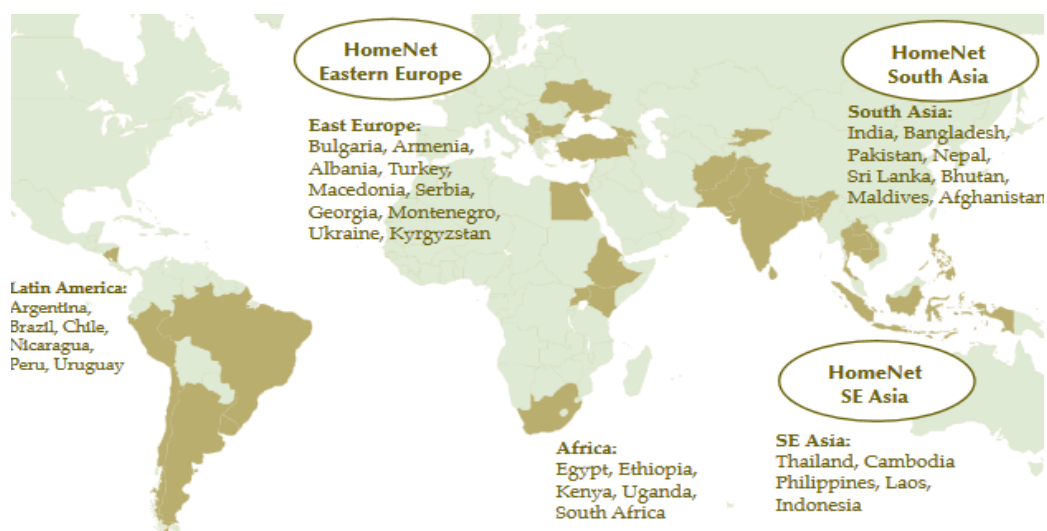 HomeNet
Eastern Europe
East Europe:
Bulgaria, Armenia,
Albania, Turkey,
Macedonia, Serbia,
Georgia, Montenegro,
Ukraine, Kyrgyzstan
HomeNet
South Asia
South Asia:
India, Bangladesh,
Pakistan, Nepal,
Sri Lanka, Bhutan,
Maldives, Afghanistan
Latin America:
Argentina,
Brazil, Chile,
Nicaragua,
Peru, Uruguay
Africa:
Egypt, Ethiopia,
Kenya, Uganda,
South Africa
HomeNet
SE Asia
SE Asia:
Thailand, Cambodia
Philippines, Laos,
Indonesia